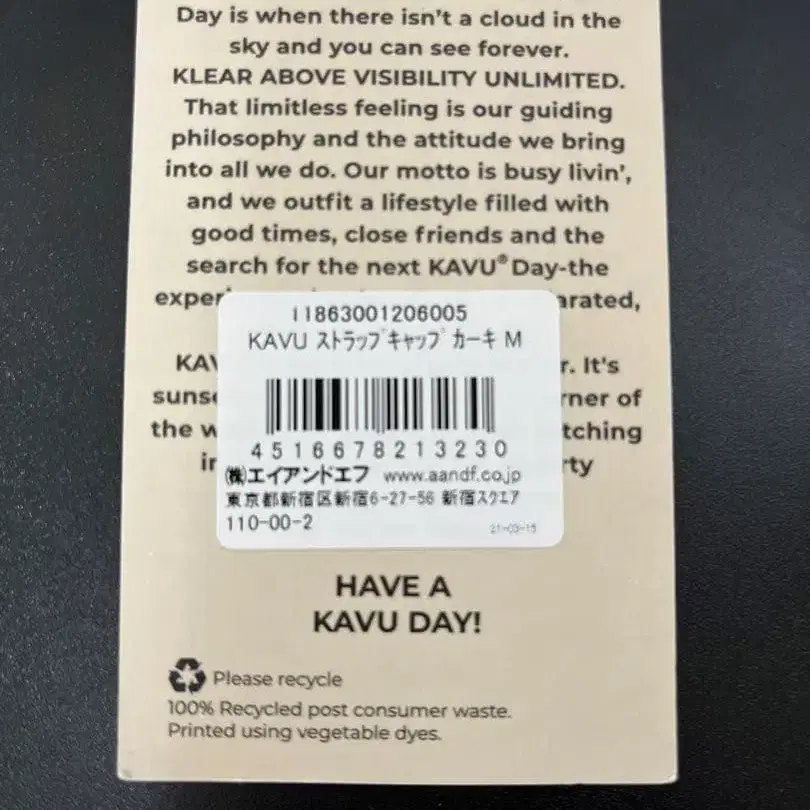 Day is when there isn't a cloud in the
sky and you can see forever.
KLEAR ABOVE VISIBILITY UNLIMITED.
That limitless feeling is our guiding
philosophy and the attitude we bring
into all we do. Our motto is busy livin',
and we outfit a lifestyle filled with
good times, close friends and the
search for the next KAVU® Day-the
11863001206005
KAVU ストラップキャップ カーキ M
4516678213230
(株)エイアンドエフ www.aandf.co.jp
東京都新宿区新宿6-27-56 新宿スクエア
110-00-2
21-03-15
r. It's
rner of
the w
HAVE A
KAVU DAY!
Please recycle
100% Recycled post consumer waste.
Printed using vegetable dyes.